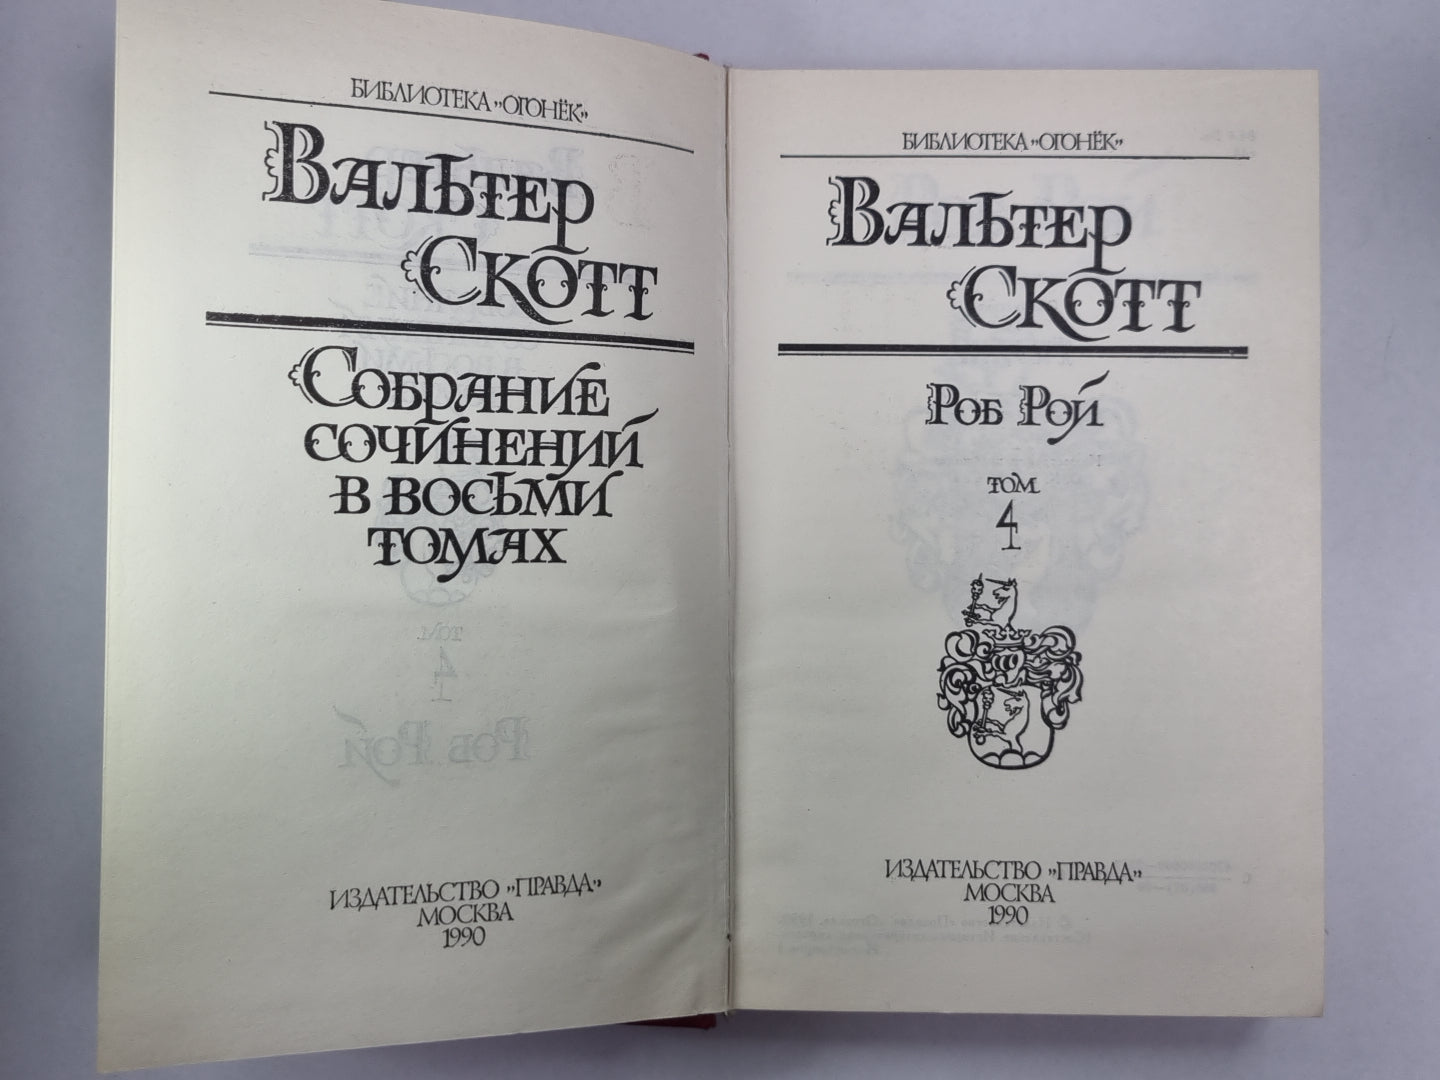 БИБЛИОТЕКА „ОГОНЁК”
ВАЛЬТЕР
СКОТТ
СОБРАНИЕ
СОЧИНЕНИЙ
В ВОСЬМИ
ТОМАХ
ИЗДАТЕЛЬСТВО „ПРАВДА”
МОСКВА
1990
БИБЛИОТЕКА „ОГОНЁК”
ВАЛЬТЕР
СКОТТ
РОБ РОЙ
ТОМ
4
ИЗДАТЕЛЬСТВО „ПРАВДА”
МОСКВА
1990